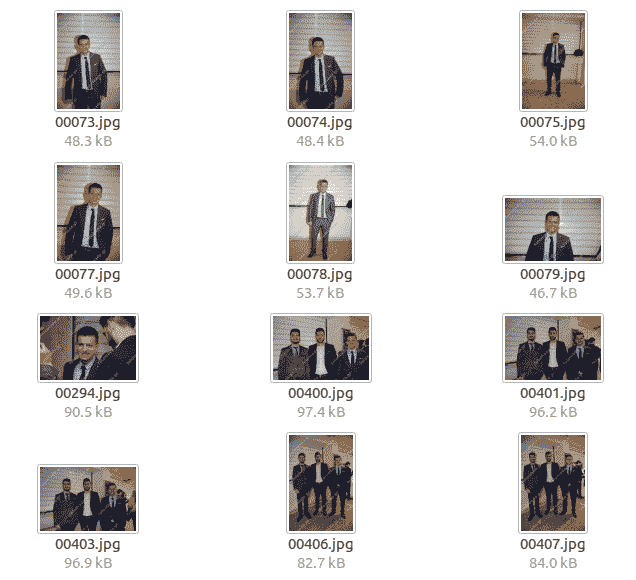 00073.jpg 00074.jpg 00075.jpg
48.3 kB 48.4 kB 54.0 kB
00077.jpg 00078.jpg 00079.jpg
49.6 kB 53.7 kB 46.7 kB
00294.jpg 00400.jpg 00401.jpg
90.5 kB 97.4 kB 96.2 kB
00403.jpg 00406.jpg 00407.jpg
96.9 kB 82.7 kB 84.0 kB